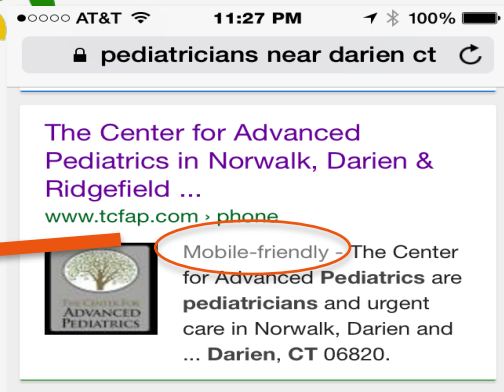 AT&T 11:27 PM 100%
pediatricians near darien ct
The Center for Advanced
Pediatrics in Norwalk, Darien &
Ridgefield ...
www.tcfap.com › phone
Mobile-friendly - The Center
for Advanced Pediatrics are
pediatricians and urgent
care in Norwalk, Darien and
... Darien, CT 06820.
THE CENTER FOR
ADVANCED
PEDIATRICS